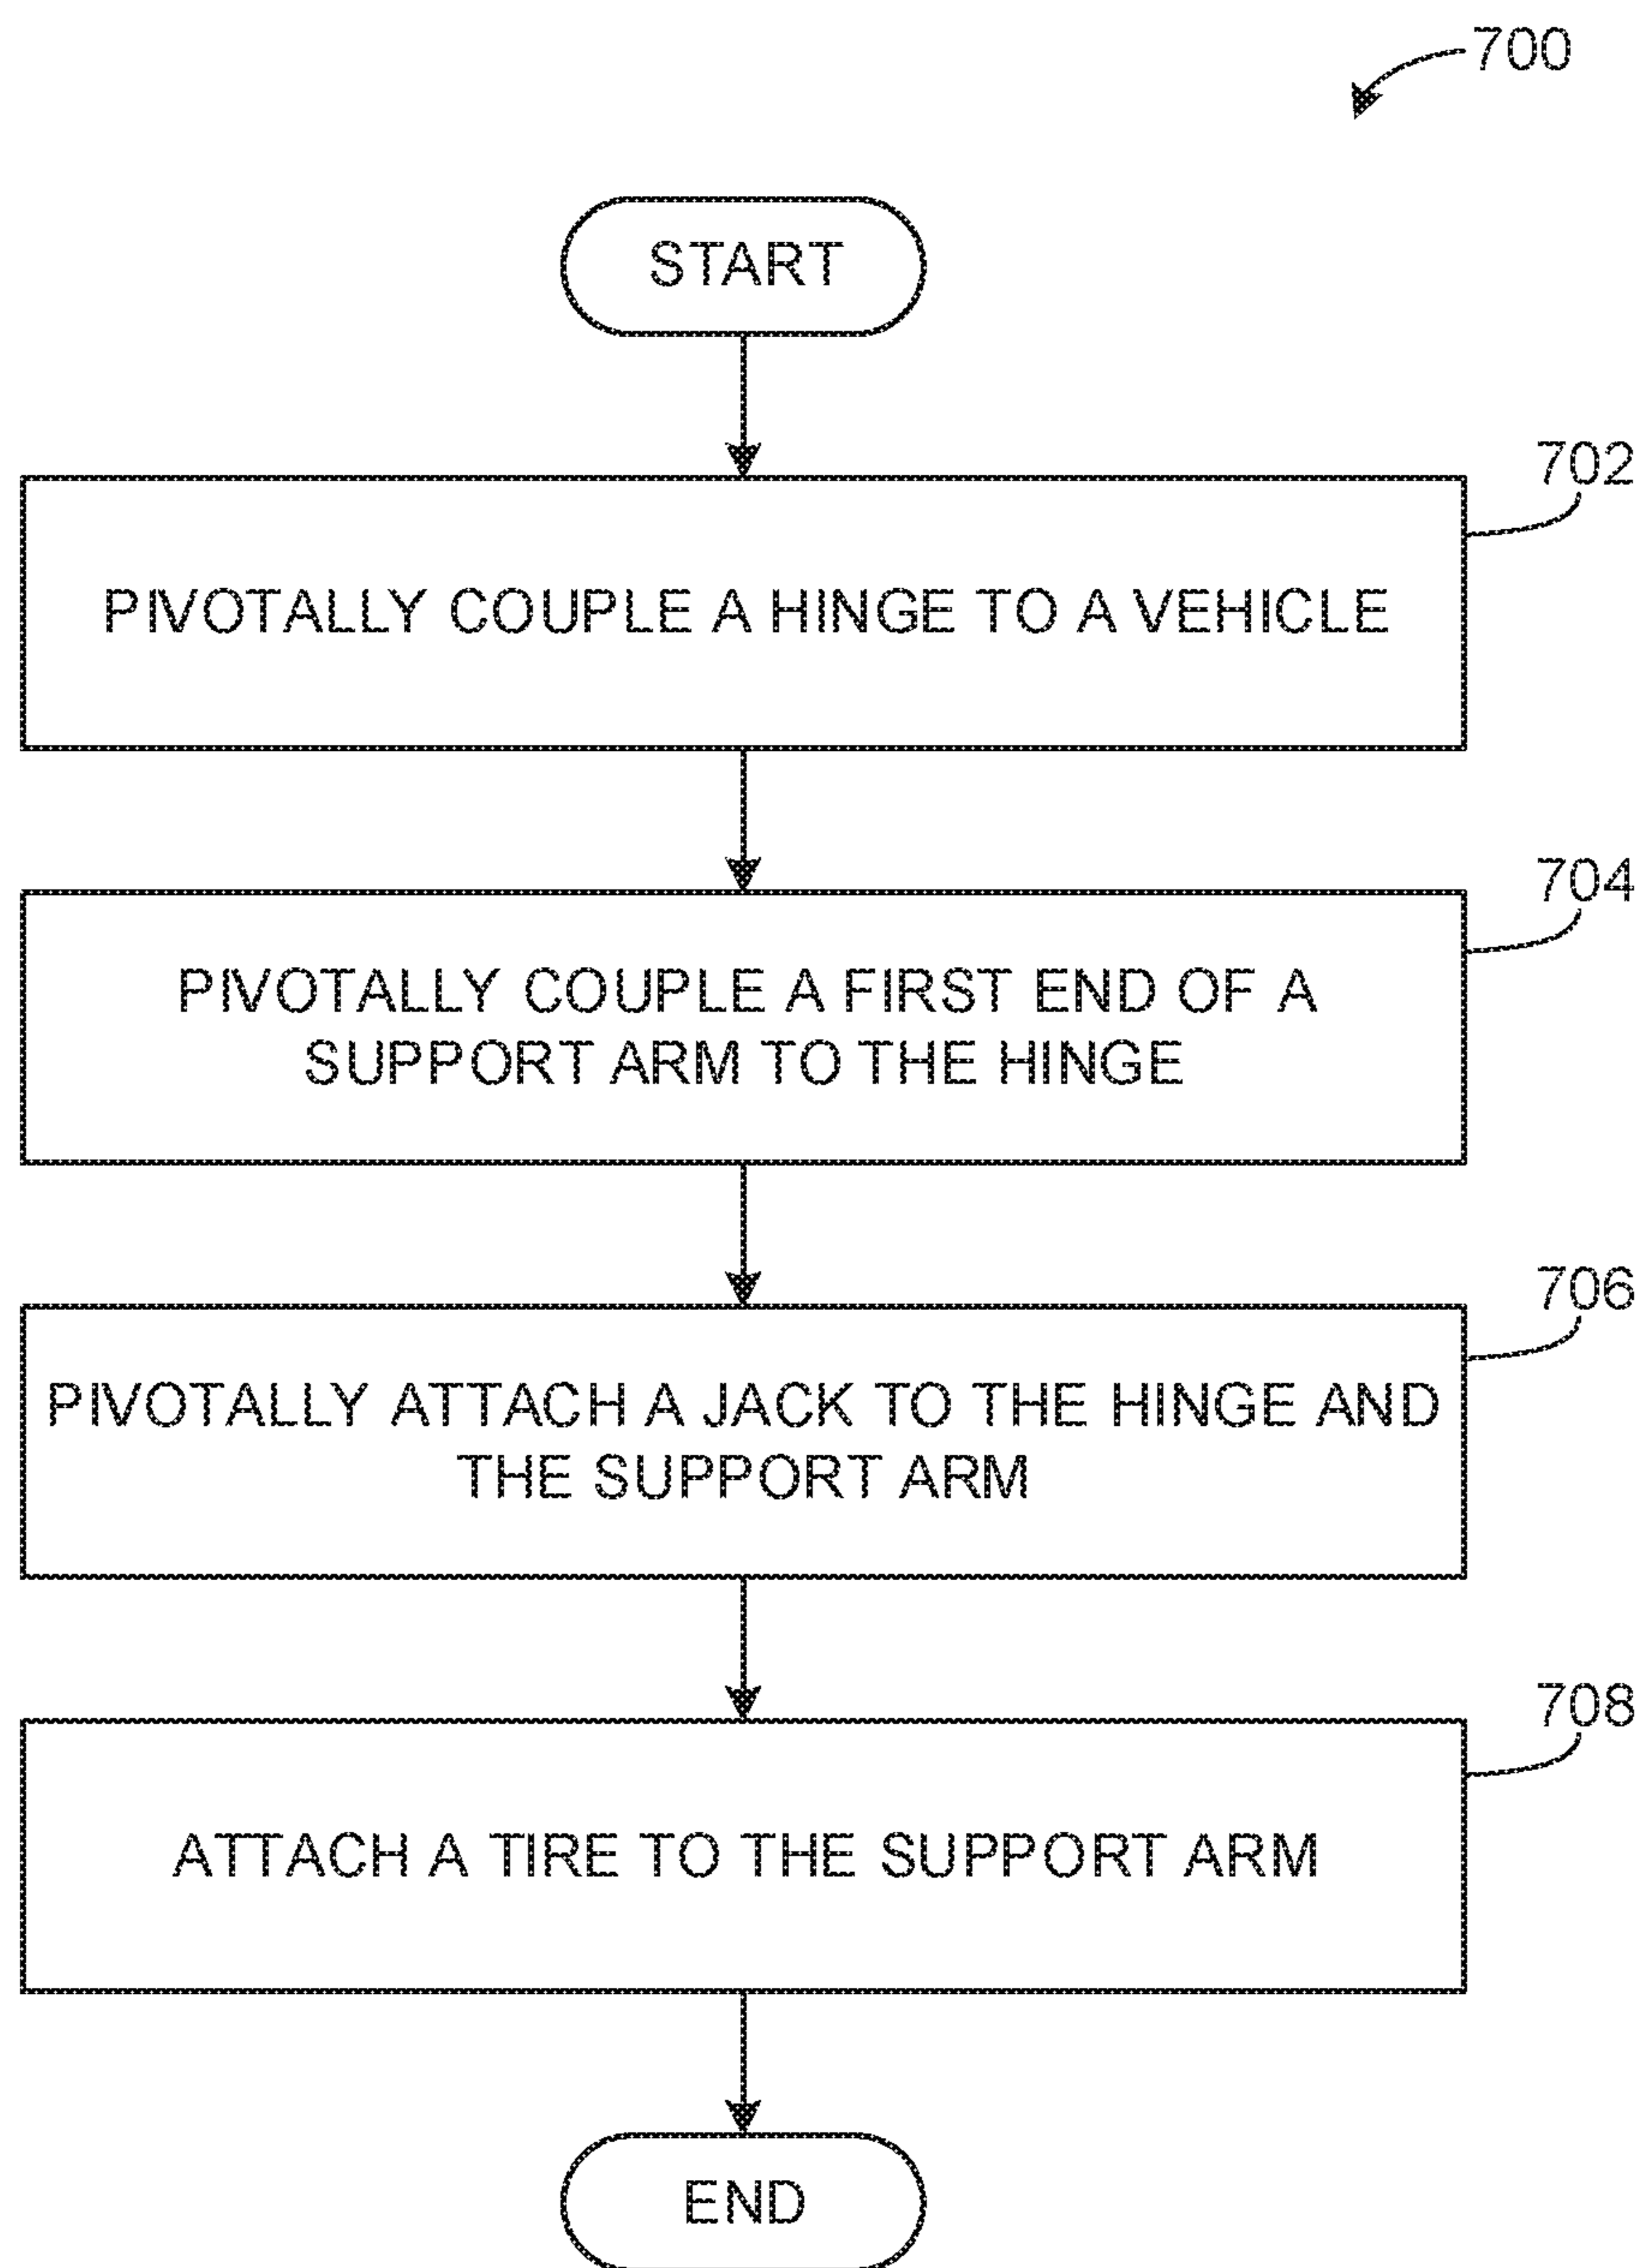 700
START
702
PIVOTALLY COUPLE A HINGE TO A VEHICLE
704
PIVOTALLY COUPLE A FIRST END OF A
SUPPORT ARM TO THE HINGE
706
PIVOTALLY ATTACH A JACK TO THE HINGE AND
THE SUPPORT ARM
708
ATTACH A TIRE TO THE SUPPORT ARM
END